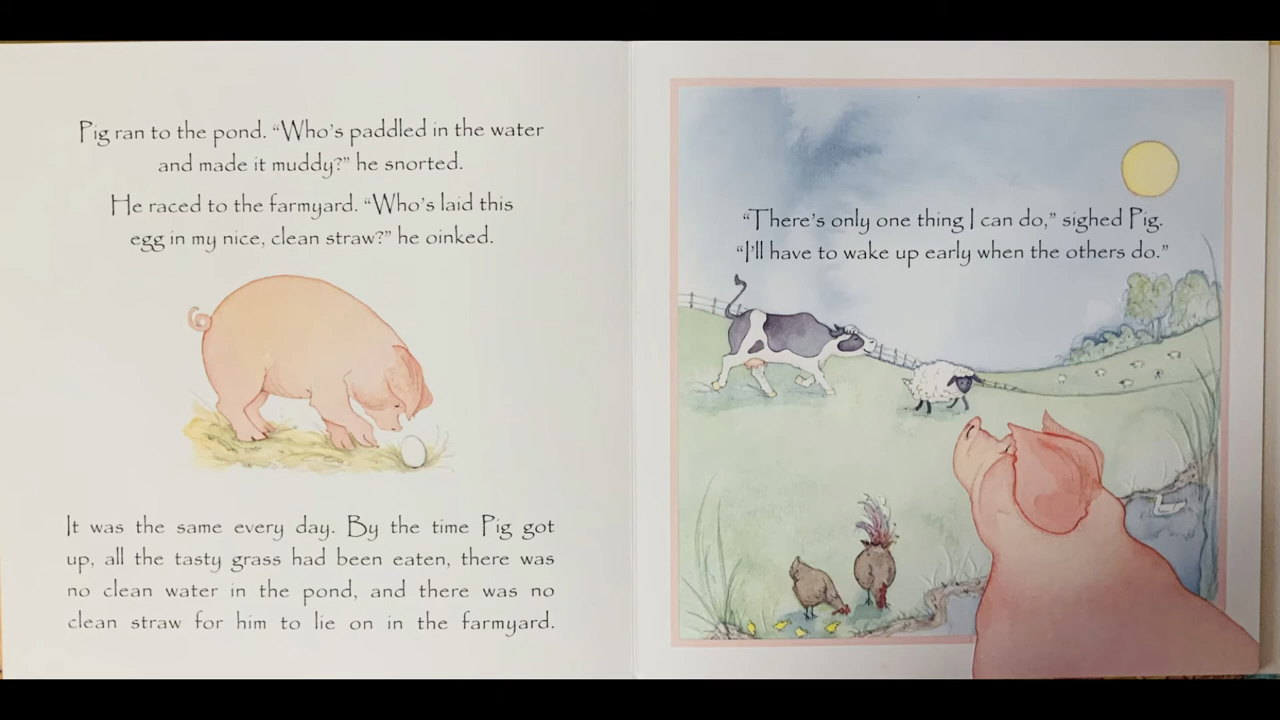 Pig ran to the pond. “Who’s paddled in the water
and made it muddy?” he snorted.
He raced to the farmyard. “Who’s laid this
egg in my nice, clean straw?” he oinked.
It was the same every day. By the time Pig got
up, all the tasty grass had been eaten, there was
no clean water in the pond, and there was no
clean straw for him to lie on in the farmyard.
“There’s only one thing I can do,” sighed Pig.
“I’ll have to wake up early when the others do.”